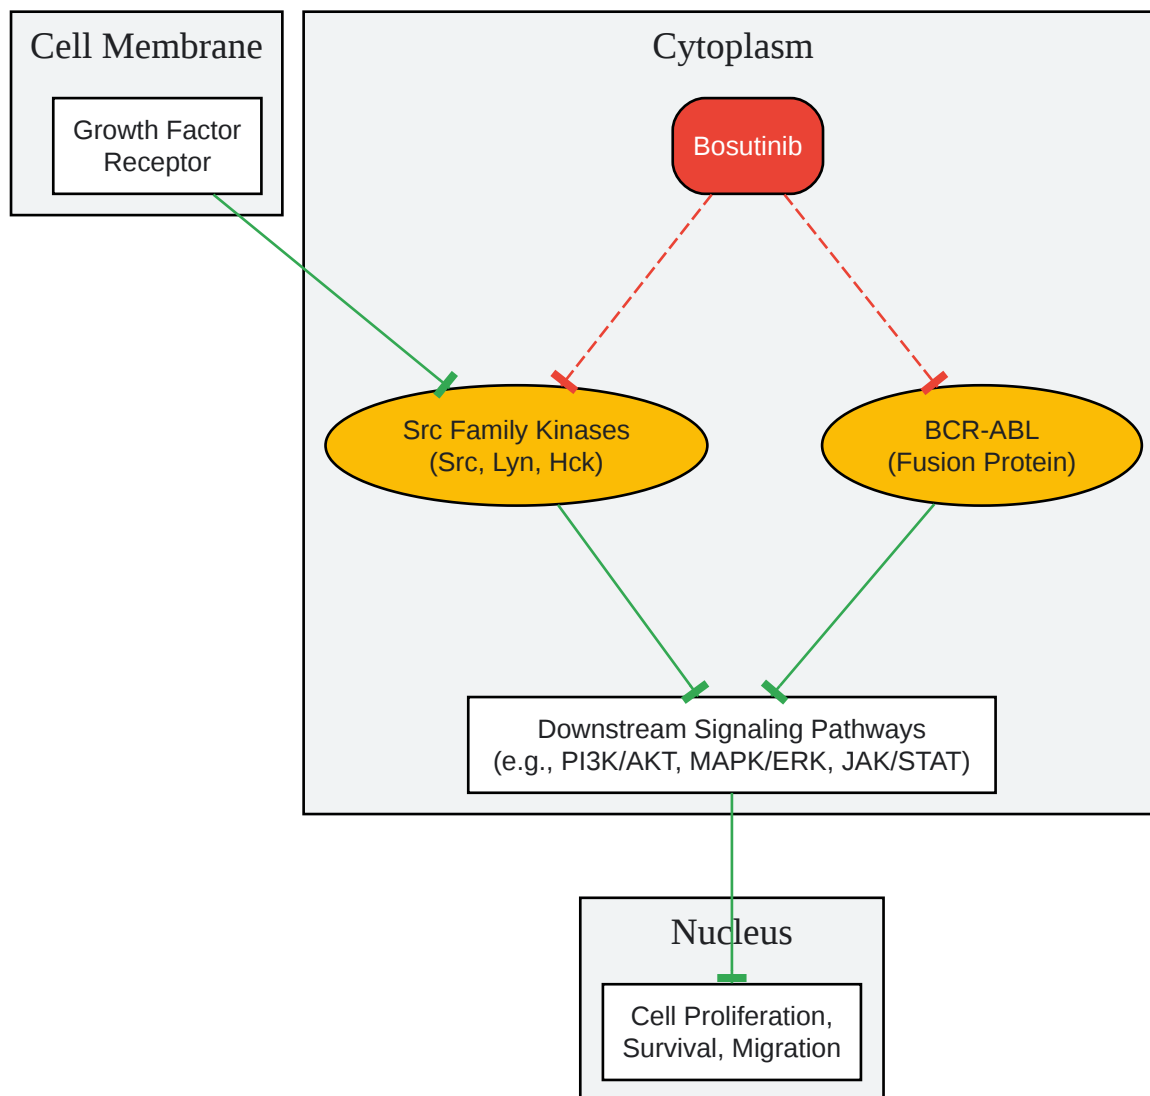 Cell Membrane
Growth Factor
Receptor
Cytoplasm
Bosutinib
Src Family Kinases
(Src, Lyn, Hck)
BCR-ABL
(Fusion Protein)
Downstream Signaling Pathways
(e.g., PI3K/AKT, MAPK/ERK, JAK/STAT)
Nucleus
Cell Proliferation,
Survival, Migration